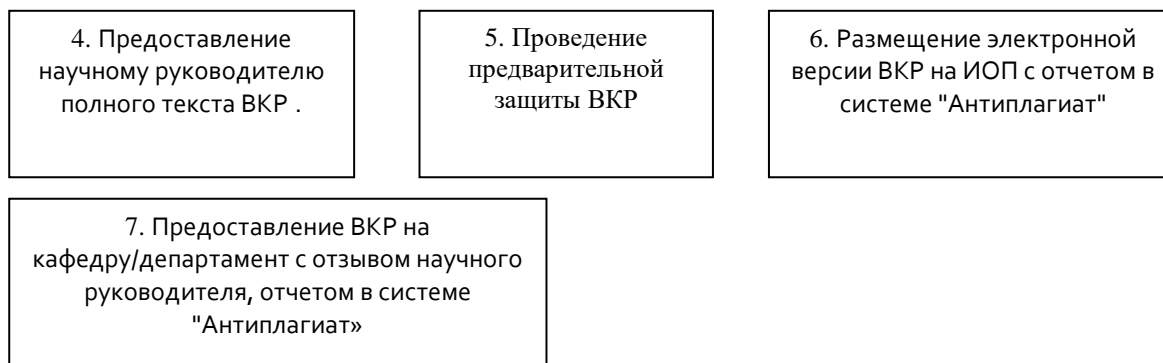 4. Предоставление
научному руководителю
полного текста ВКР .
5. Проведение
предварительной
защиты ВКР
6. Размещение электронной
версии ВКР на ИОП с отчетом в
системе "Антиплагиат"
7. Предоставление ВКР на
кафедру/департамент с отзывом научного
руководителя, отчетом в системе
"Антиплагиат»